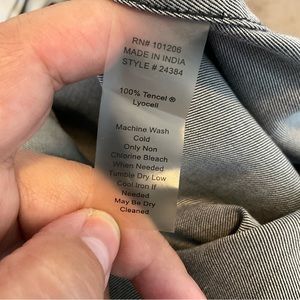 RN# 101206
MADE IN INDIA
STYLE # 24384
100% Tencel ®
Lyocell
Machine Wash
Cold
Only Non
Chlorine Bleach
When Needed
Tumble Dry Low
Cool Iron If
Needed
May Be Dry
Cleaned